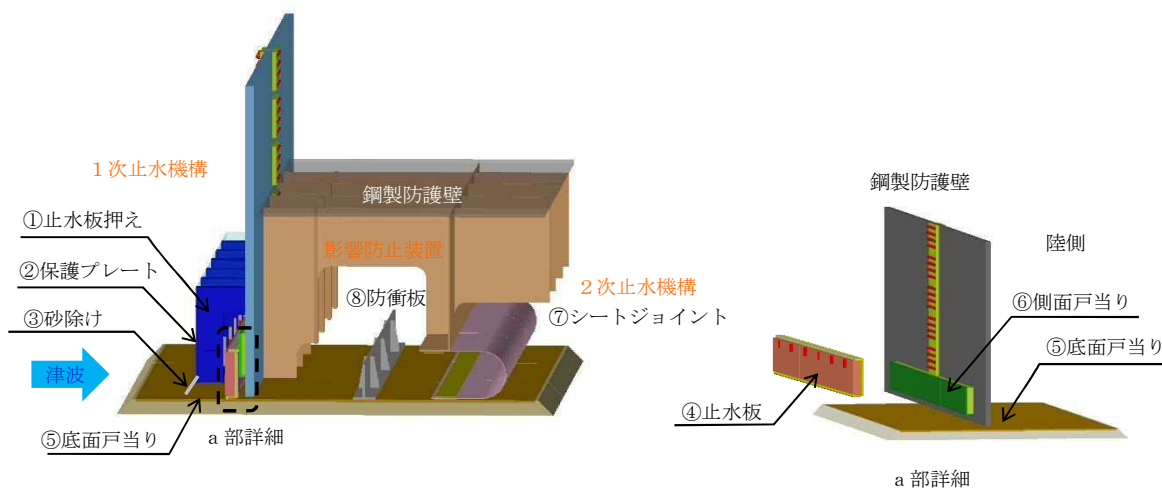 １次止水機構
①止水板押え
②保護プレート
③砂除け
津波
⑤底面戸当り
鋼製防護壁
影響防止装置
⑧防衝板
２次止水機構
⑦シートジョイント
a 部詳細
鋼製防護壁
陸側
⑥側面戸当り
⑤底面戸当り
④止水板
a 部詳細